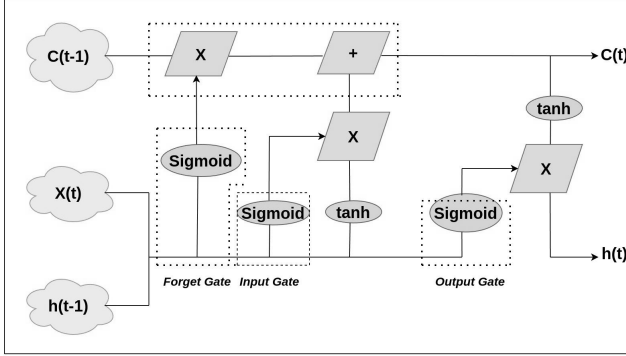 C(t-1)
X
+
C(t)
tanh
X
Sigmoid
X
X(t)
Sigmoid
tanh
Sigmoid
h(t)
Forget Gate
Input Gate
Output Gate
h(t-1)